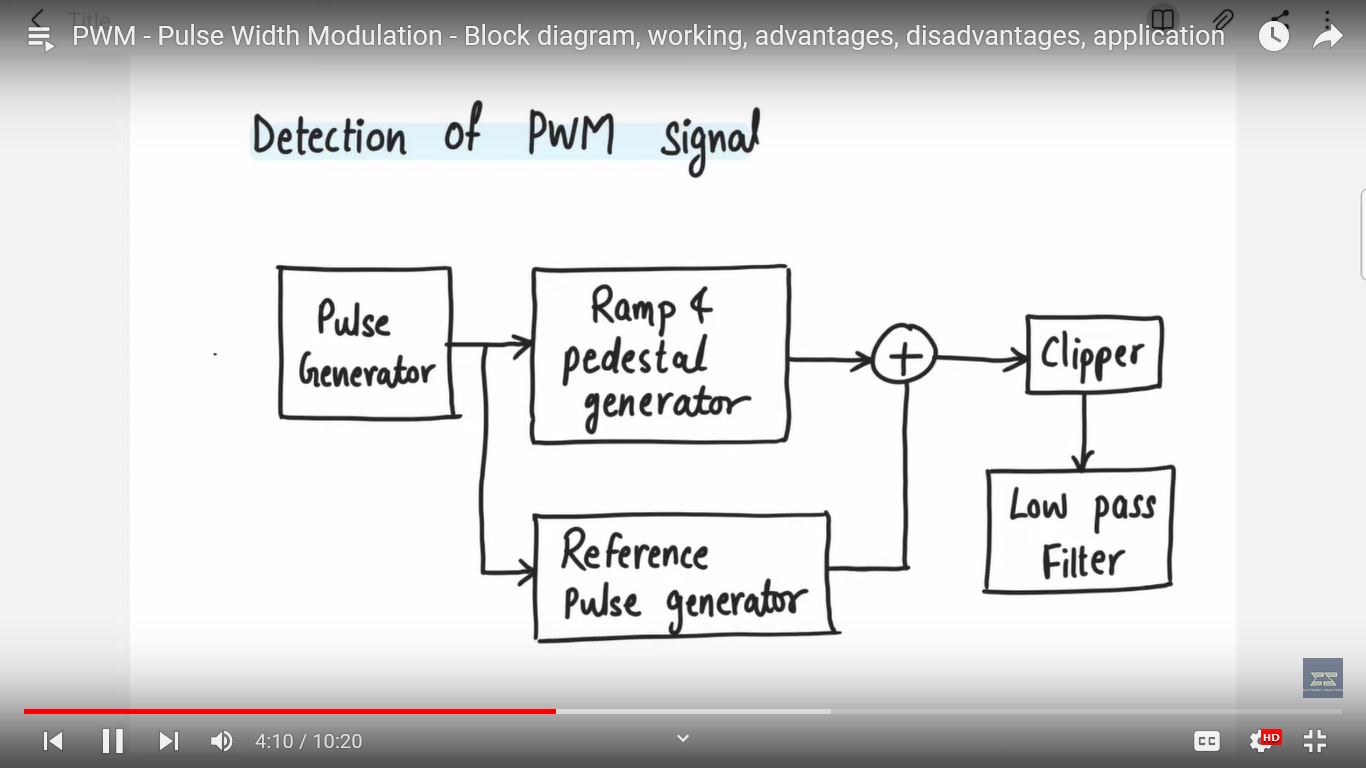 Title
PWM - Pulse Width Modulation - Block diagram, working, advantages, disadvantages, application
Detection of PWM signal
Pulse
Generator
Ramp &
pedestal
generator
+
Clipper
Low pass
Filter
Reference
Pulse generator
4:10 / 10:20
CC
HD